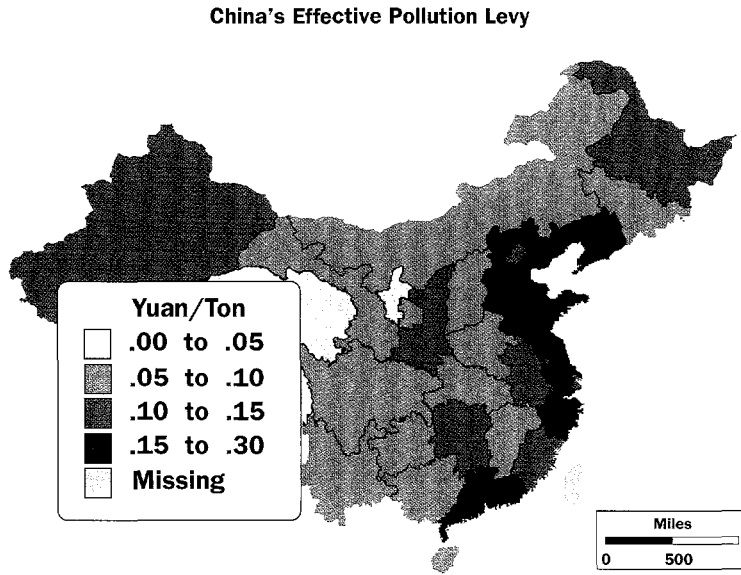 China's Effective Pollution Levy
Yuan/Ton
.00 to .05
.05 to .10
.10 to .15
.15 to .30
Missing
Miles
0 500